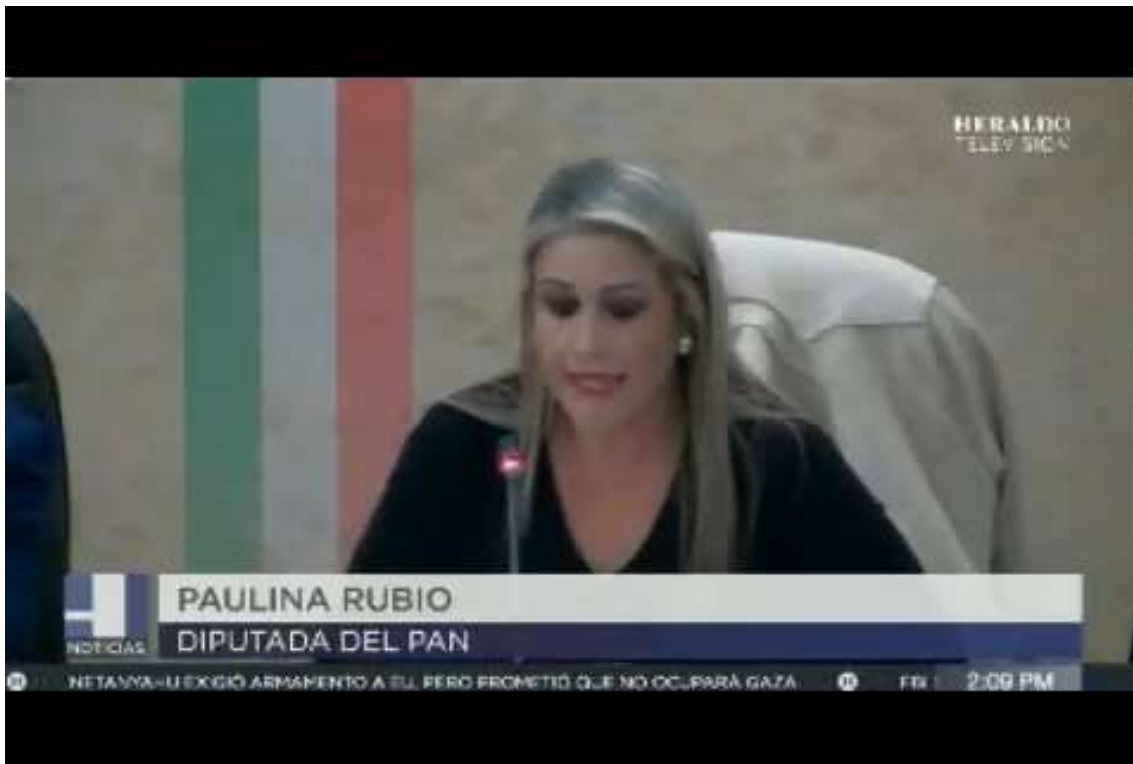 HERALDO
TELEVISIÓN
PAULINA RUBIO
NOTICIAS
DIPUTADA DEL PAN
NETANYAHU EXIGIÓ ARMAMENTO A EU, PERO PROMETIÓ QUE NO OCUPARÁ GAZA
FBI
2:09 PM